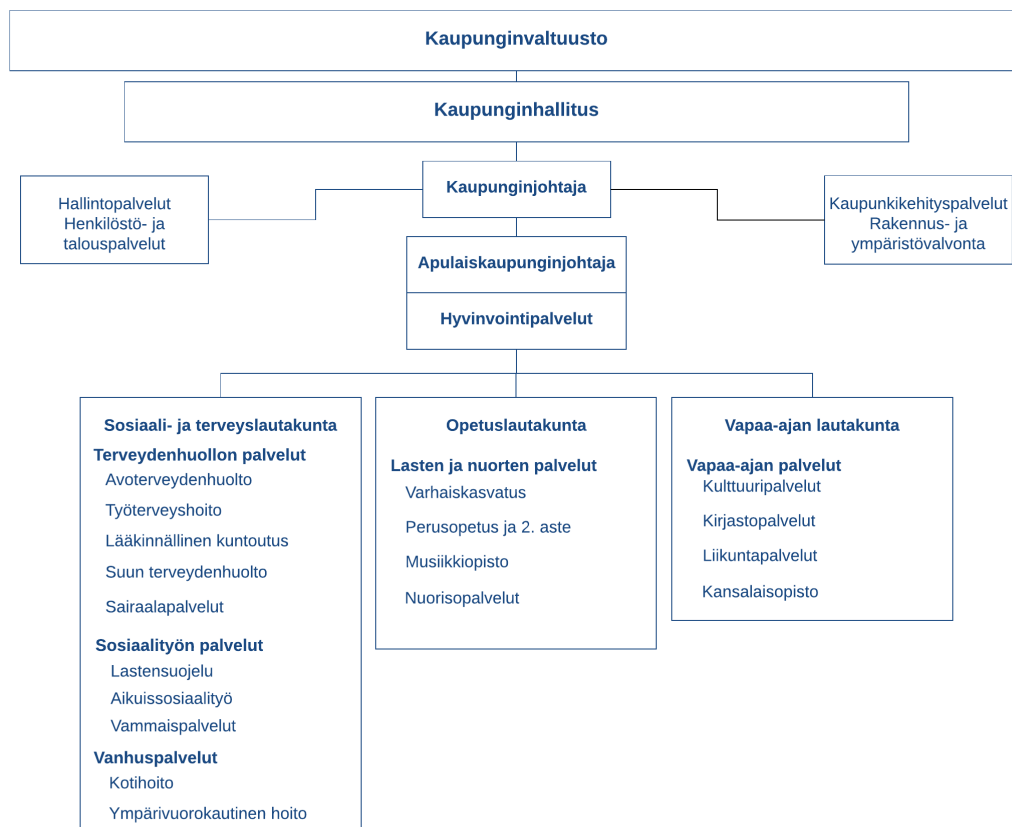 Kaupunginvaltuusto
Kaupunginhallitus
Kaupunginjohtaja
Hallintopalvelut
Henkilöstö- ja
talouspalvelut
Kaupunkikehityspalvelut
Rakennus- ja
ympäristövalvonta
Apulaiskaupunginjohtaja
Hyvinvointipalvelut
Sosiaali- ja terveyslautakunta
Terveydenhuollon palvelut
Avoterveydenhuolto
Työterveyshoito
Lääkinnällinen kuntoutus
Suun terveydenhuolto
Sairaalapalvelut
Sosiaalityön palvelut
Lastensuojelu
Aikuissosiaalityö
Vammaispalvelut
Vanhuspalvelut
Kotihoito
Ympärivuorokautinen hoito
Opetuslautakunta
Lasten ja nuorten palvelut
Varhaiskasvatus
Perusopetus ja 2. aste
Musiikkiopisto
Nuorisopalvelut
Vapaa-ajan lautakunta
Vapaa-ajan palvelut
Kulttuuripalvelut
Kirjastopalvelut
Liikuntapalvelut
Kansalaisopisto